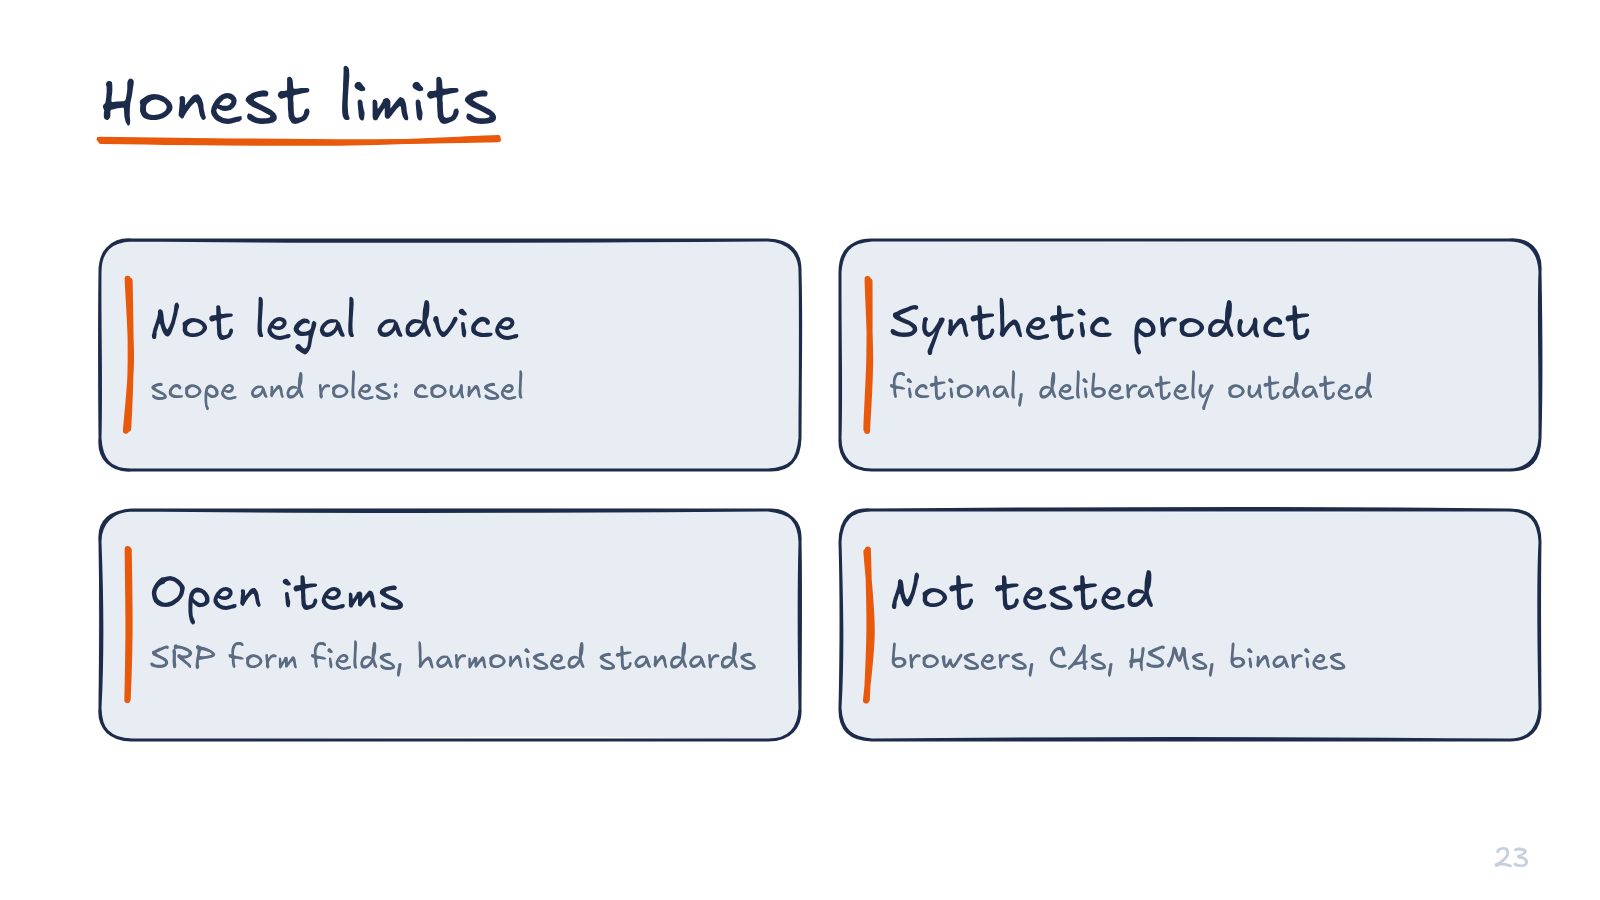 Honest limits
Not legal advice
scope and roles: counsel
Synthetic product
fictional, deliberately outdated
Open items
SRP form fields, harmonised standards
Not tested
browsers, CAs, HSMs, binaries
23